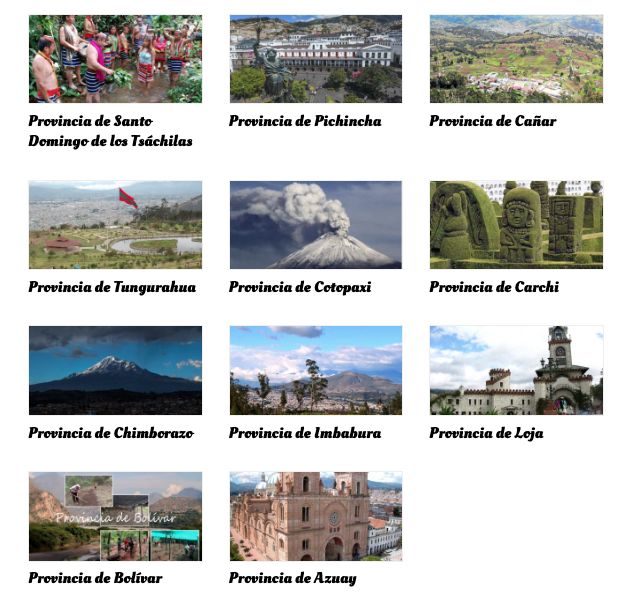 Provincia de Santo
Domingo de los Tsáchilas
Provincia de Pichincha
Provincia de Cañar
Provincia de Tungurahua
Provincia de Cotopaxi
Provincia de Carchi
Provincia de Chimborazo
Provincia de Imbabura
Provincia de Loja
Provincia de Bolívar
Provincia de Bolívar
Provincia de Azuay